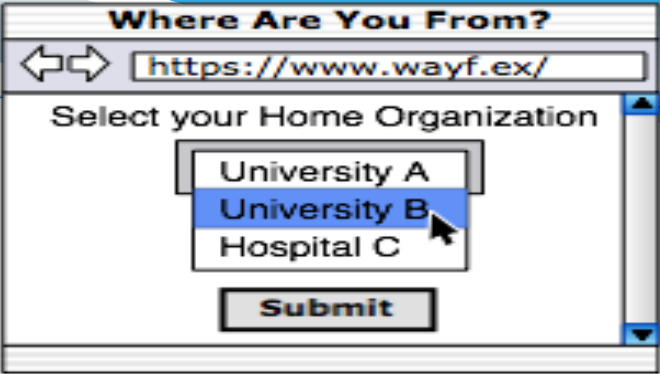 Where Are You From?
https://www.wayf.ex/
Select your Home Organization
University A
University B
Hospital C
Submit